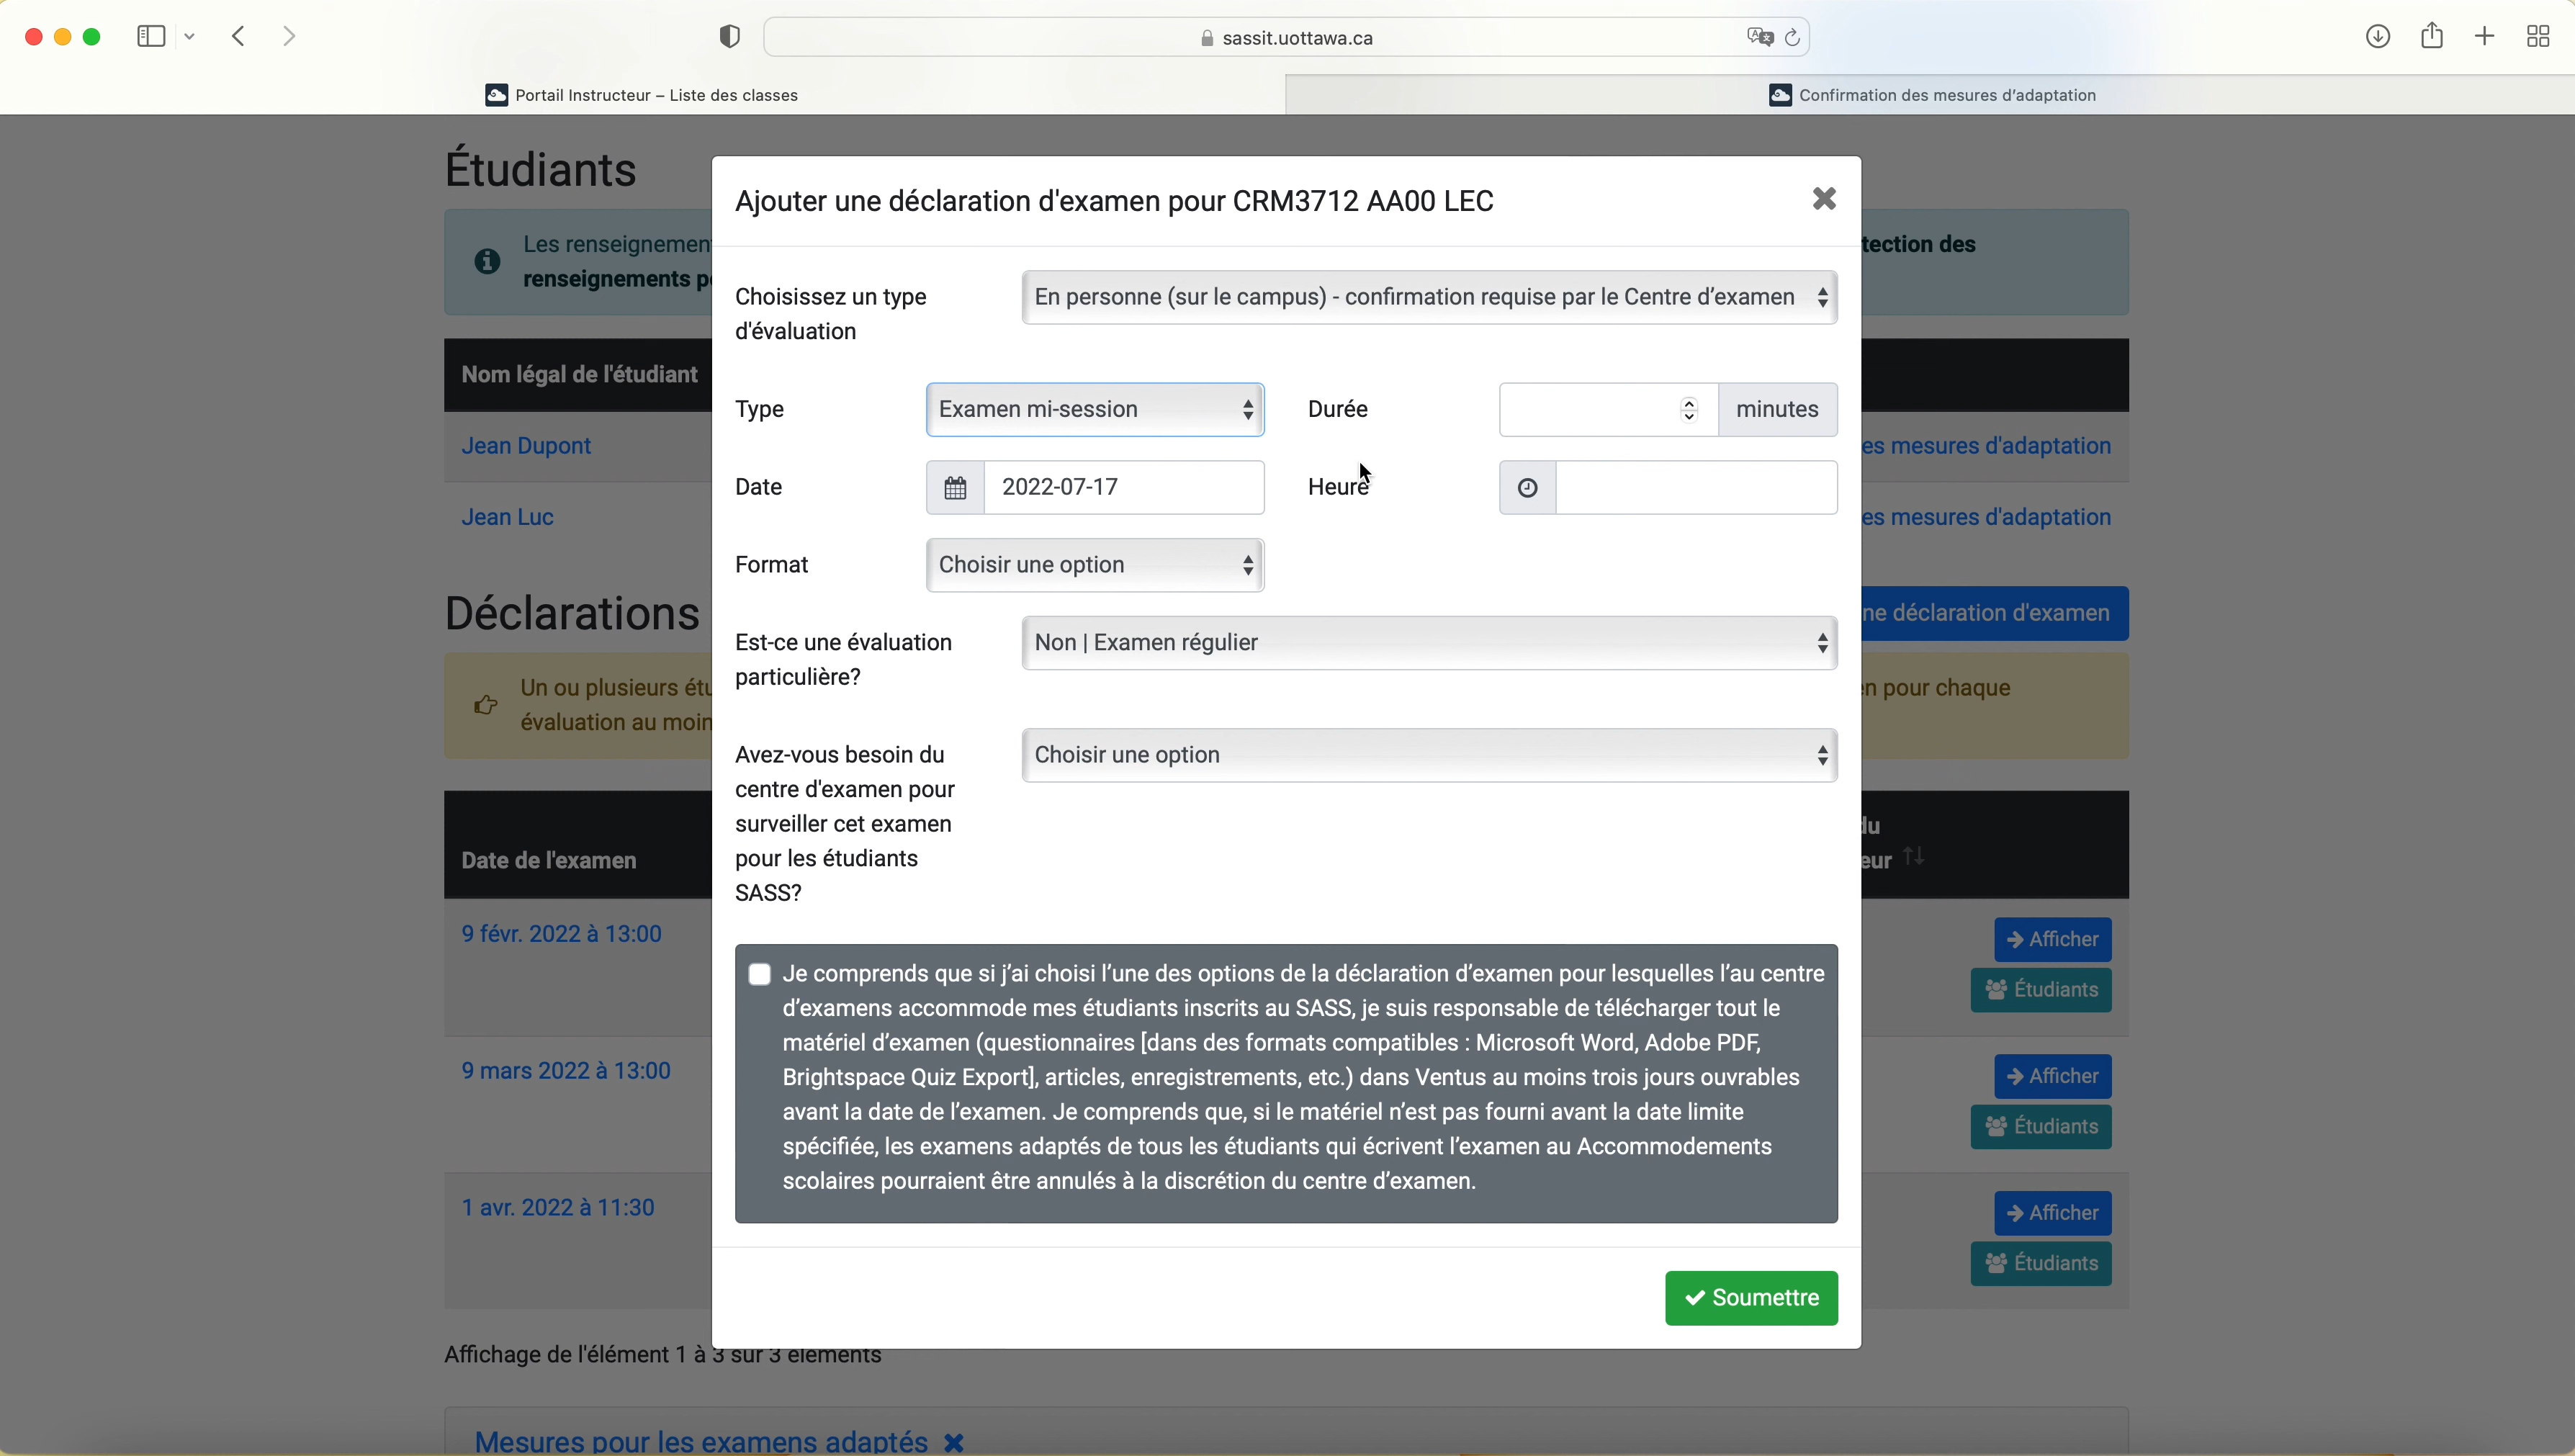 sassit.uottawa.ca
Portail Instructeur – Liste des classes
Confirmation des mesures d'adaptation
Étudiants
Les renseignemen
tection des
renseignements p
Nom légal de l'étudiant
Jean Dupont
es mesures d'adaptation
Jean Luc
es mesures d'adaptation
Déclarations
ne déclaration d'examen
Un ou plusieurs étu
en pour chaque
évaluation au moin
Date de l'examen
du
eur
9 févr. 2022 à 13:00
Afficher
Étudiants
9 mars 2022 à 13:00
Afficher
Étudiants
1 avr. 2022 à 11:30
Afficher
Étudiants
Ajouter une déclaration d'examen pour CRM3712 AA00 LEC
Choisissez un type
d'évaluation
En personne (sur le campus) - confirmation requise par le Centre d'examen
Type
Examen mi-session
Durée
minutes
Date
2022-07-17
Heure
Format
Choisir une option
Est-ce une évaluation
particulière?
Non | Examen régulier
Avez-vous besoin du
centre d'examen pour
surveiller cet examen
pour les étudiants
SASS?
Choisir une option
Je comprends que si j'ai choisi l'une des options de la déclaration d'examen pour lesquelles l'au centre
d'examens accommode mes étudiants inscrits au SASS, je suis responsable de télécharger tout le
matériel d'examen (questionnaires [dans des formats compatibles : Microsoft Word, Adobe PDF,
Brightspace Quiz Export], articles, enregistrements, etc.) dans Ventus au moins trois jours ouvrables
avant la date de l'examen. Je comprends que, si le matériel n'est pas fourni avant la date limite
spécifiée, les examens adaptés de tous les étudiants qui écrivent l'examen au Accommodements
scolaires pourraient être annulés à la discrétion du centre d'examen.
Soumettre
Affichage de l'élément 1 à 3 sur 3 éléments
Mesures pour les examens adaptés